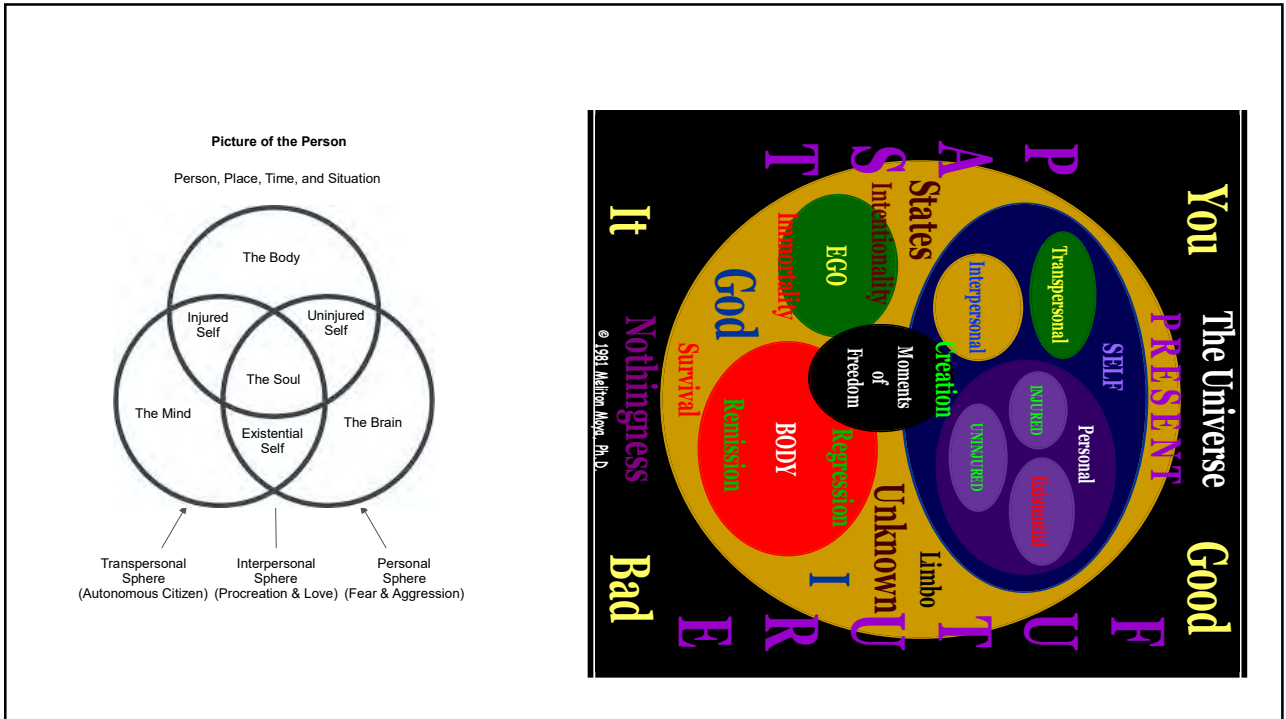 Picture of the Person
Person, Place, Time, and Situation
The Body
Injured
Self
Uninjured
Self
The Soul
The Mind
Existential
Self
The Brain
Transpersonal
Sphere
(Autonomous Citizen)
Interpersonal
Sphere
(Procreation & Love)
Personal
Sphere
(Fear & Aggression)
You
The Universe
Good
PRESENT
PAST
FUTURE
SELF
Transpersonal
Interpersonal
Personal
INJURED
UNINJURED
Existential
States
Intentionality
EGO
Immortality
God
Creation
Moments
of
Freedom
Regression
BODY
Remission
Survival
Unknown
Limbo
I
Nothingness
It
Bad
© 1981 Meliton Moya, Ph.D.